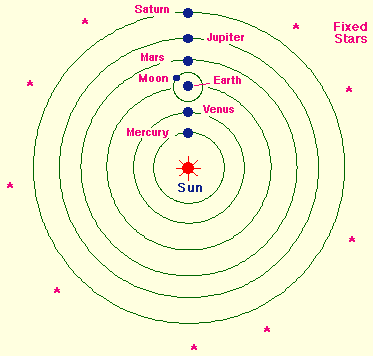 Saturn
Fixed
Stars
Jupiter
Mars
Moon
Earth
Venus
Mercury
Sun